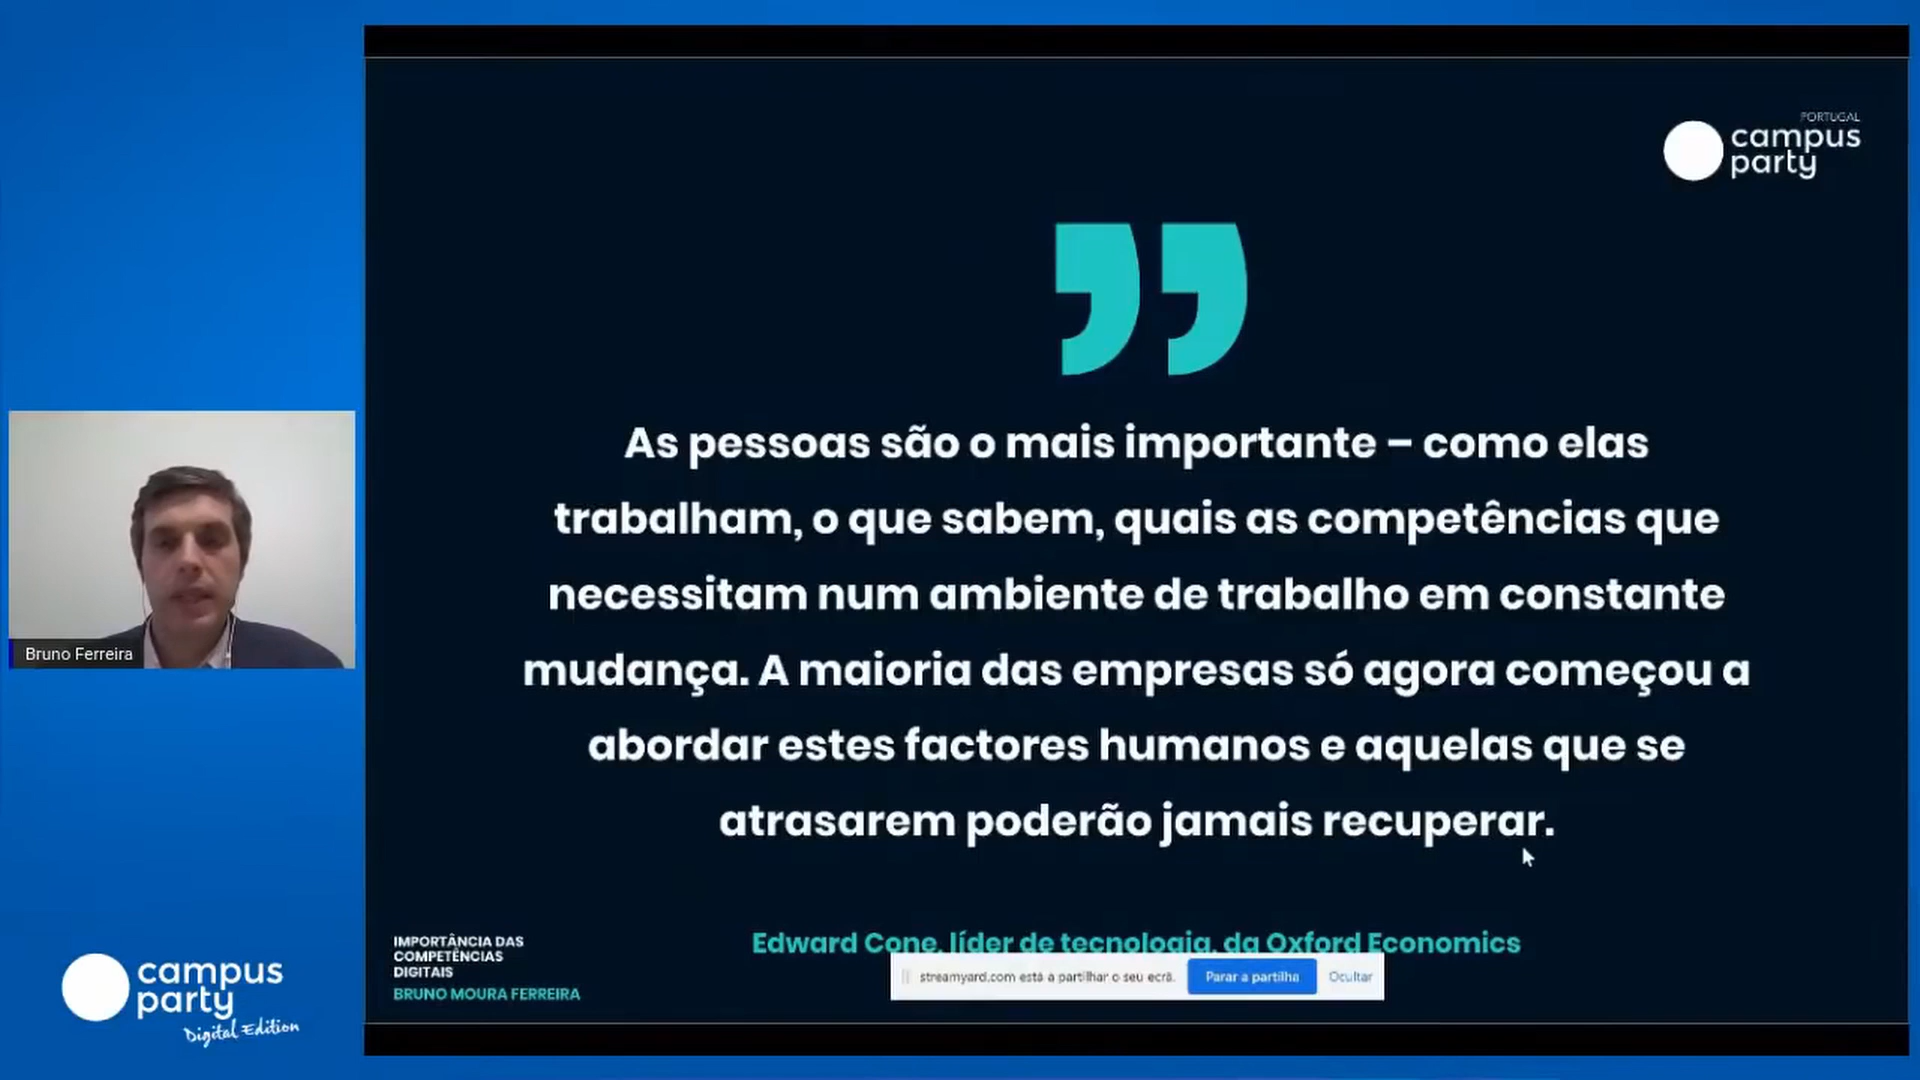 PORTUGAL
campus
party
As pessoas são o mais importante – como elas
trabalham, o que sabem, quais as competências que
necessitam num ambiente de trabalho em constante
mudança. A maioria das empresas só agora começou a
abordar estes factores humanos e aquelas que se
atrasarem poderão jamais recuperar.
Edward Cone, líder de tecnologia, da Oxford Economics
streamyard.com está a partilhar o seu ecrã.
Parar a partilha
Ocultar
IMPORTÂNCIA DAS
COMPETÊNCIAS
DIGITAIS
BRUNO MOURA FERREIRA
Bruno Ferreira
campus
party
Digital Edition